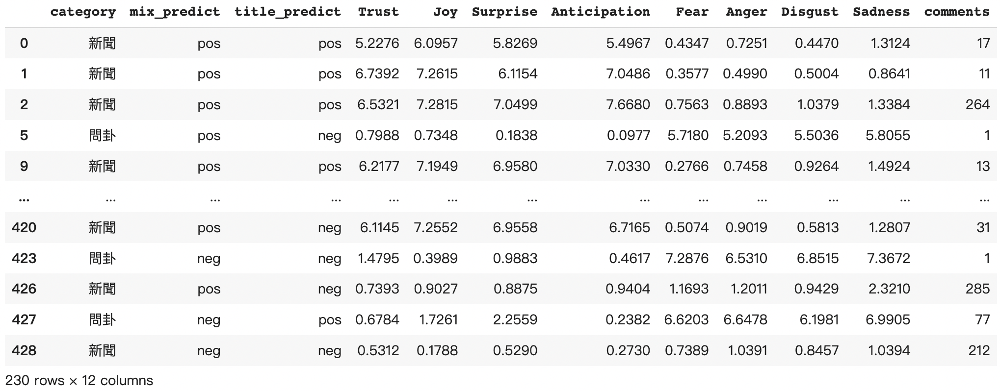 category mix_predict title_predict Trust Joy Surprise Anticipation Fear Anger Disgust Sadness comments
0 新聞 pos pos 5.2276 6.0957 5.8269 5.4967 0.4347 0.7251 0.4470 1.3124 17
1 新聞 pos pos 6.7392 7.2615 6.1154 7.0486 0.3577 0.4990 0.5004 0.8641 11
2 新聞 pos pos 6.5321 7.2815 7.0499 7.6680 0.7563 0.8893 1.0379 1.3384 264
5 問卦 pos neg 0.7988 0.7348 0.1838 0.0977 5.7180 5.2093 5.5036 5.8055 1
9 新聞 pos pos 6.2177 7.1949 6.9580 7.0330 0.2766 0.7458 0.9264 1.4924 13
... ... ... ... ... ... ... ... ... ... ... ... ...
420 新聞 pos neg 6.1145 7.2552 6.9558 6.7165 0.5074 0.9019 0.5813 1.2807 31
423 問卦 neg neg 1.4795 0.3989 0.9883 0.4617 7.2876 6.5310 6.8515 7.3672 1
426 新聞 pos neg 0.7393 0.9027 0.8875 0.9404 1.1693 1.2011 0.9429 2.3210 285
427 問卦 neg pos 0.6784 1.7261 2.2559 0.2382 6.6203 6.6478 6.1981 6.9905 77
428 新聞 neg neg 0.5312 0.1788 0.5290 0.2730 0.7389 1.0391 0.8457 1.0394 212
230 rows × 12 columns